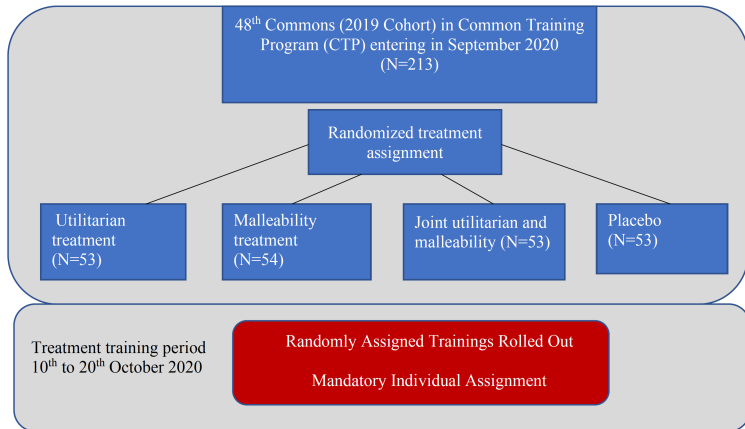 48th Commons (2019 Cohort) in Common Training
Program (CTP) entering in September 2020
(N=213)
Randomized treatment
assignment
Utilitarian
treatment
(N=53)
Malleability
treatment
(N=54)
Joint utilitarian and
malleability (N=53)
Placebo
(N=53)
Treatment training period
10th to 20th October 2020
Randomly Assigned Trainings Rolled Out
Mandatory Individual Assignment